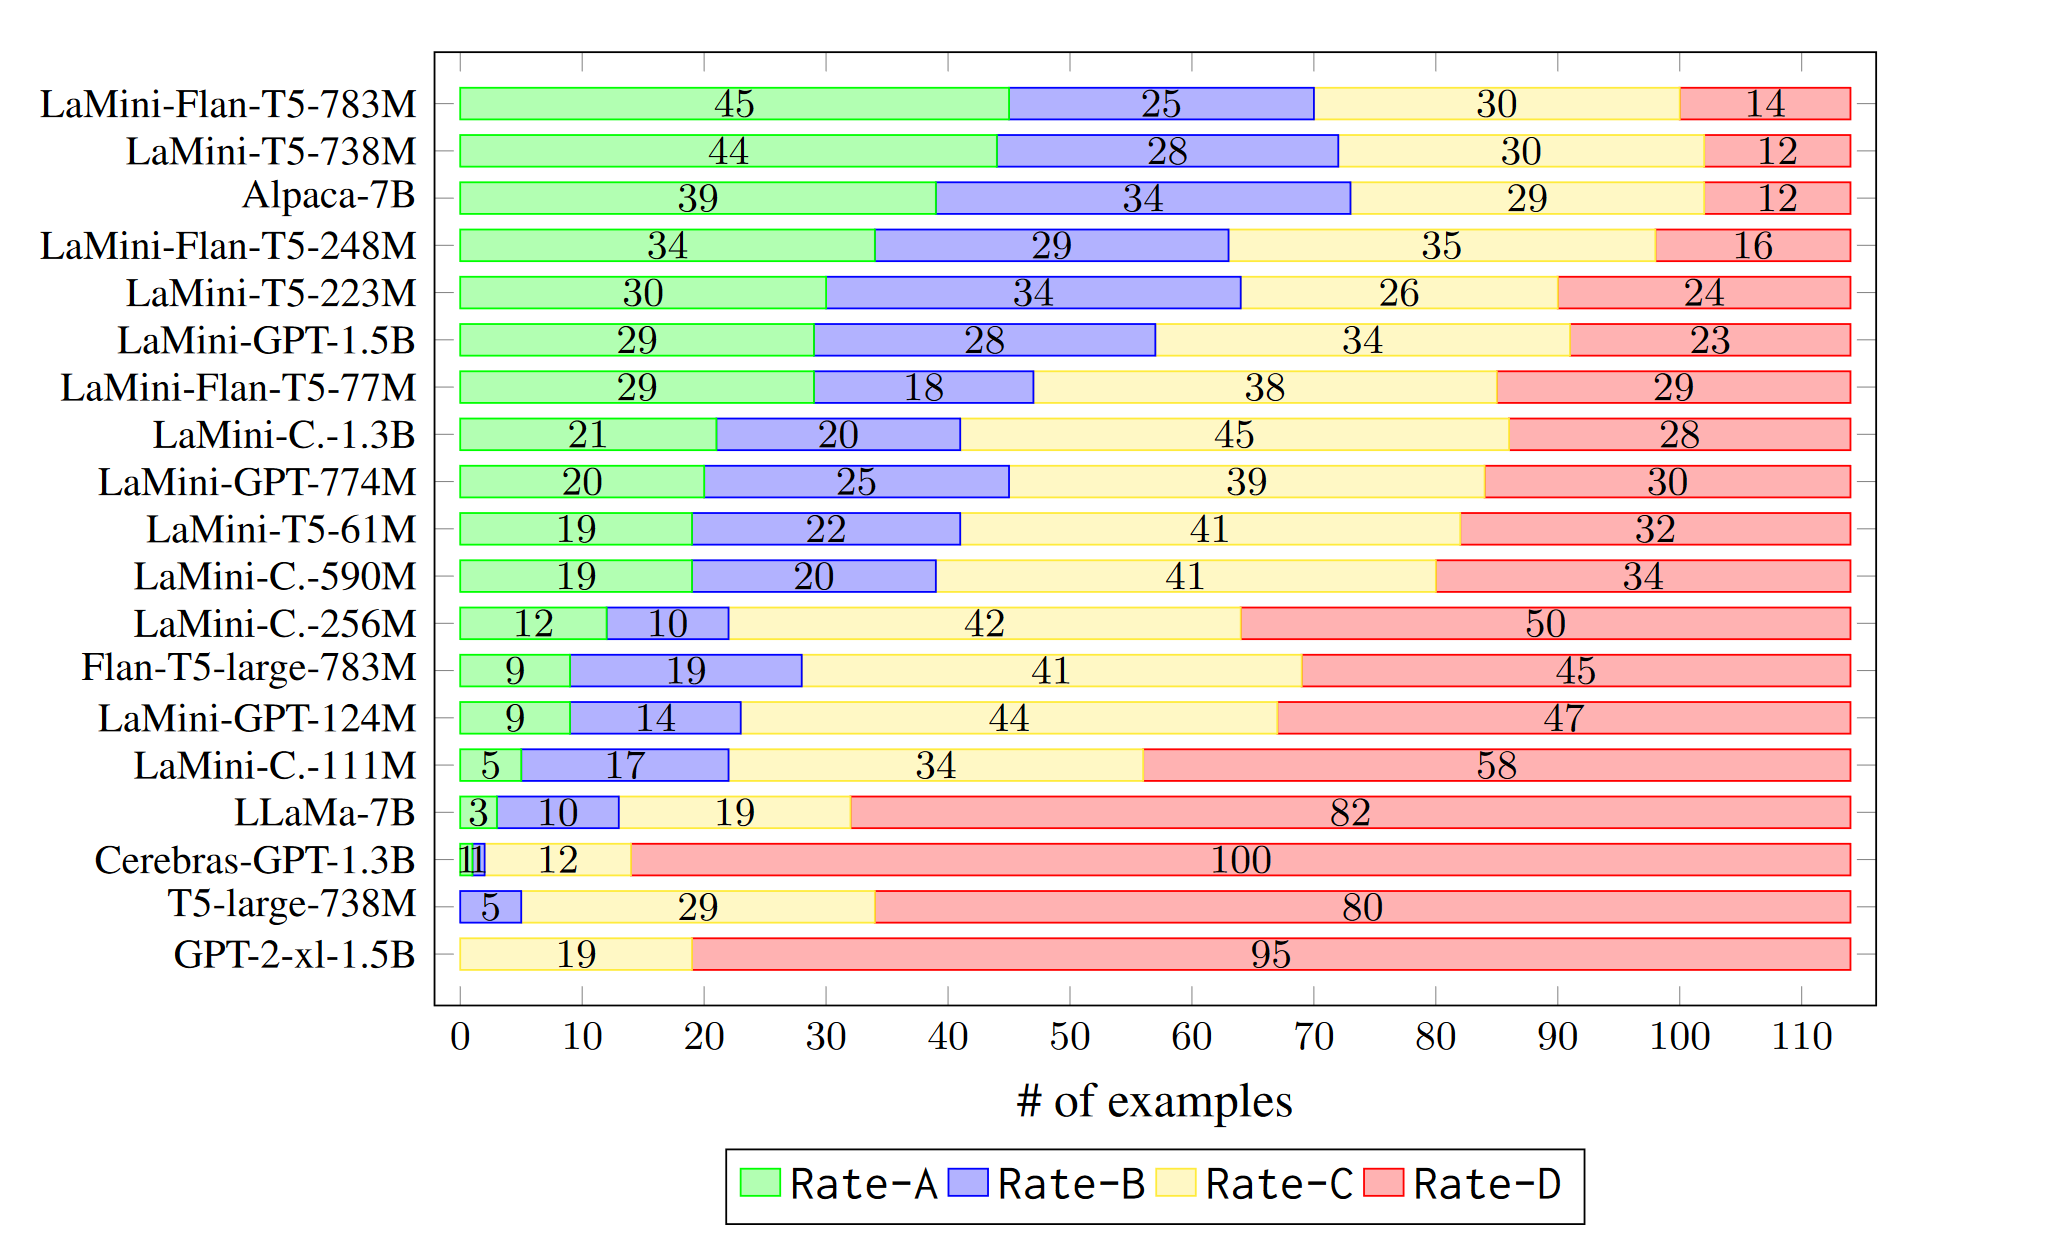 LaMini-Flan-T5-783M 45 25 30 14
LaMini-T5-738M 44 28 30 12
Alpaca-7B 39 34 29 12
LaMini-Flan-T5-248M 34 29 35 16
LaMini-T5-223M 30 34 26 24
LaMini-GPT-1.5B 29 28 34 23
LaMini-Flan-T5-77M 29 18 38 29
LaMini-C.-1.3B 21 20 45 28
LaMini-GPT-774M 20 25 39 30
LaMini-T5-61M 19 22 41 32
LaMini-C.-590M 19 20 41 34
LaMini-C.-256M 12 10 42 50
Flan-T5-large-783M 9 19 41 45
LaMini-GPT-124M 9 14 44 47
LaMini-C.-111M 5 17 34 58
LLaMa-7B 3 10 19 82
Cerebras-GPT-1.3B 1 1 12 100
T5-large-738M 5 29 80
GPT-2-xl-1.5B 19 95
0 10 20 30 40 50 60 70 80 90 100 110
# of examples
Rate-A Rate-B Rate-C Rate-D